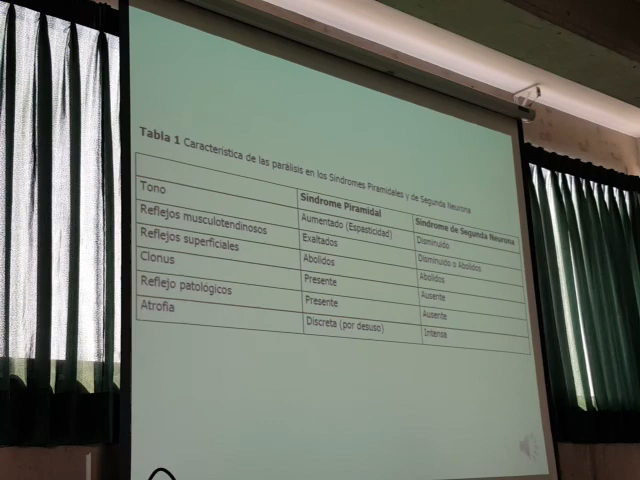 Tabla 1 Característica de las parálisis en los Síndromes Piramidales y de Segunda Neurona
Síndrome Piramidal Síndrome de Segunda Neurona
Tono Aumentado (Espasticidad) Disminuido
Reflejos musculotendinosos Exaltados Disminuido o Abolidos
Reflejos superficiales Abolidos Abolidos
Clonus Presente Ausente
Reflejo patológicos Presente Ausente
Atrofia Discreta (por desuso) Intensa